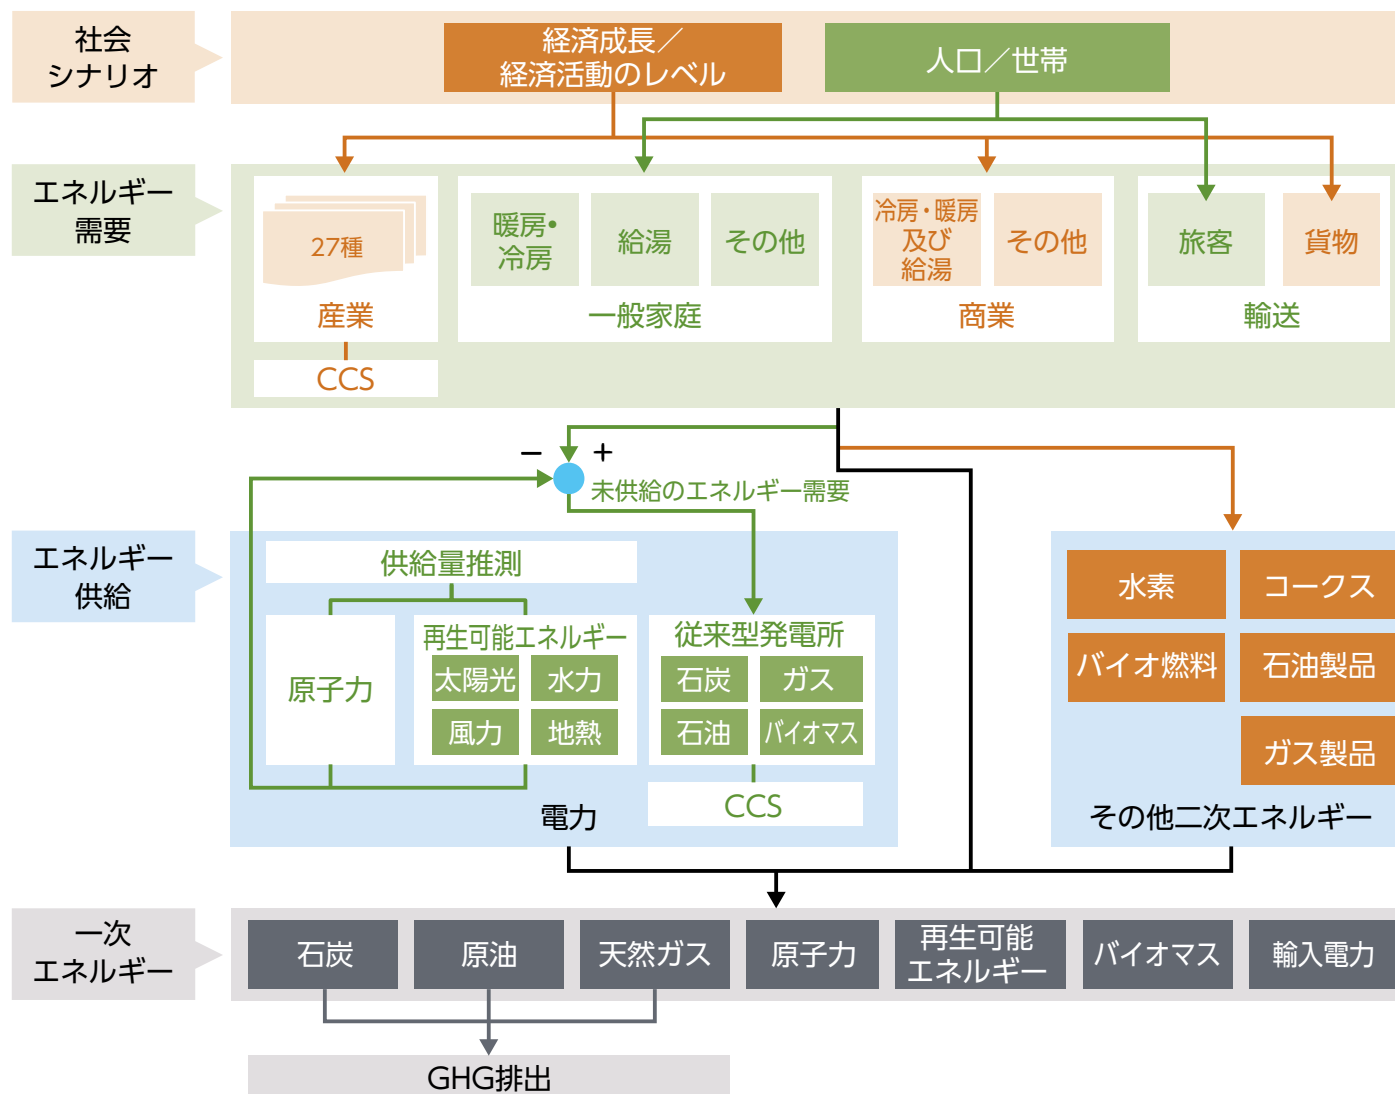 社会
シナリオ
経済成長／
経済活動のレベル
人口／世帯
エネルギー
需要
27種
産業
CCS
暖房・
冷房
給湯
その他
一般家庭
冷房・暖房
及び
給湯
その他
商業
旅客
貨物
輸送
−
+
未供給のエネルギー需要
エネルギー
供給
供給量推測
原子力
再生可能エネルギー
太陽光
水力
風力
地熱
従来型発電所
石炭
ガス
石油
バイオマス
CCS
電力
水素
コークス
バイオ燃料
石油製品
ガス製品
その他二次エネルギー
一次
エネルギー
石炭
原油
天然ガス
原子力
再生可能
エネルギー
バイオマス
輸入電力
GHG排出